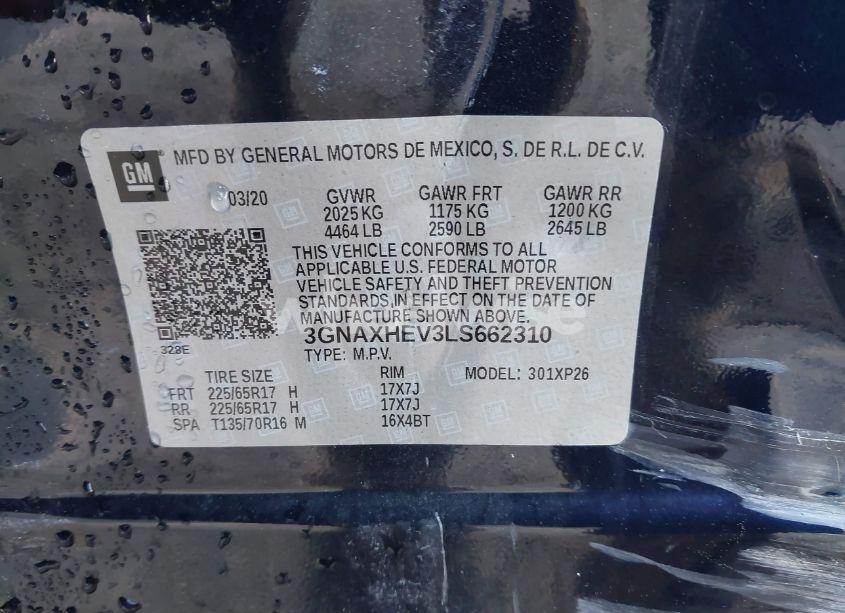 GM
MFD BY GENERAL MOTORS DE MEXICO, S. DE R.L. DE C.V.
03/20 GVWR GAWR FRT GAWR RR
2025 KG 1175 KG 1200 KG
4464 LB 2590 LB 2645 LB
THIS VEHICLE CONFORMS TO ALL
APPLICABLE U.S. FEDERAL MOTOR
VEHICLE SAFETY AND THEFT PREVENTION
STANDARDS, IN EFFECT ON THE DATE OF
MANUFACTURE SHOWN ABOVE.
3GNAXHEV3LS662310
328E TYPE: M.P.V.
TIRE SIZE RIM MODEL: 301XP26
FRT 225/65R17 H 17X7J
RR 225/65R17 H 17X7J
SPA T135/70R16 M 16X4BT